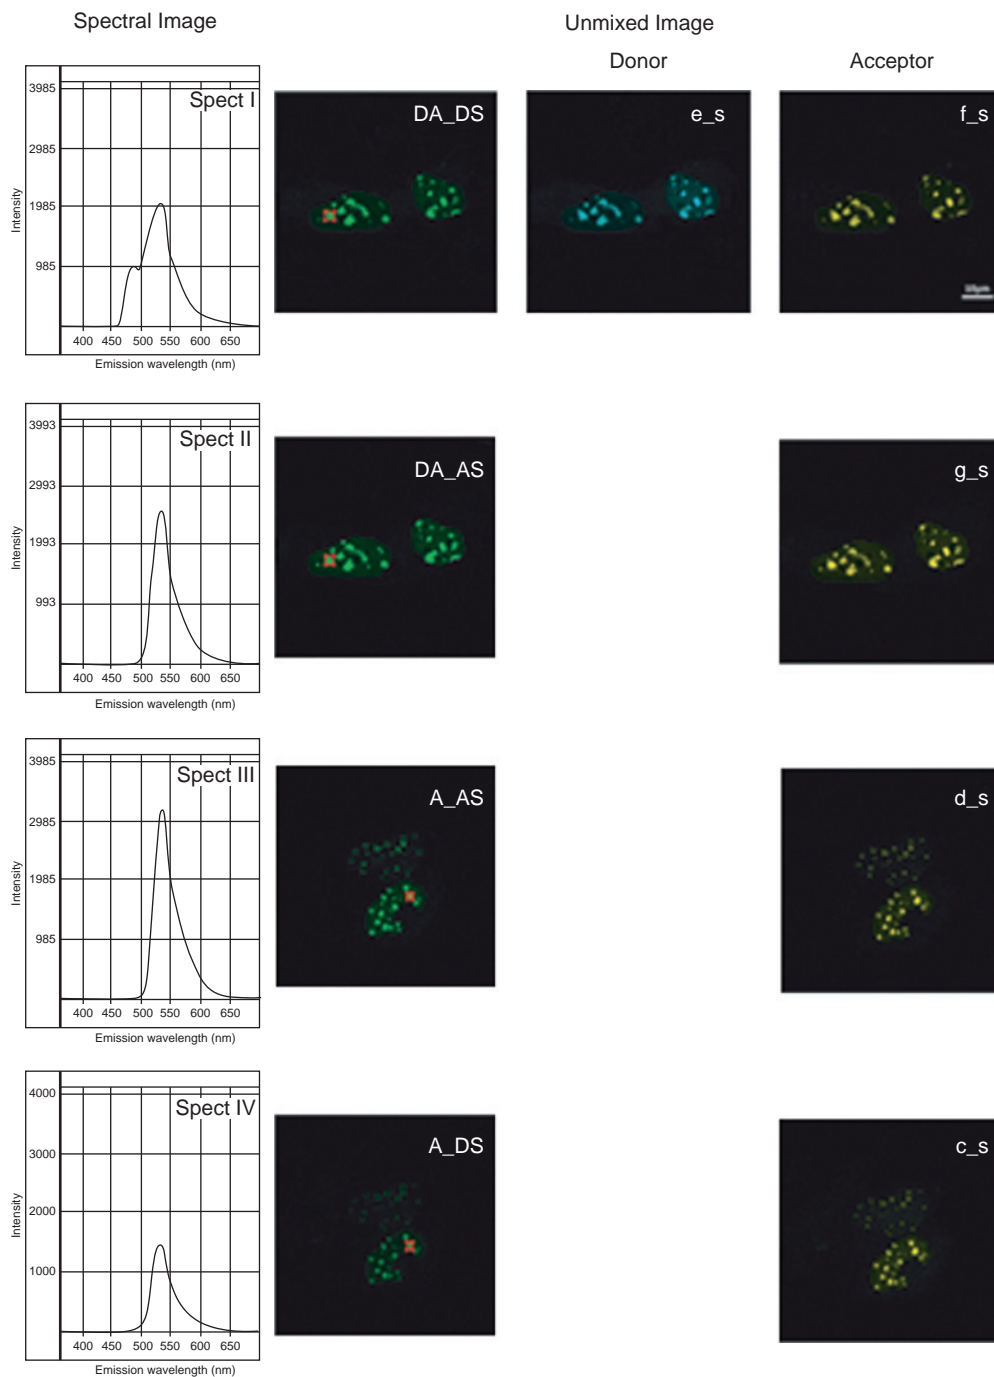 Spectral Image
Unmixed Image
Donor
Acceptor
Spect I
3985
2985
1985
985
Intensity
400 450 500 550 600 650
Emission wavelength (nm)
DA_DS
e_s
f_s
10µm
Spect II
3993
2993
1993
993
Intensity
400 450 500 550 600 650
Emission wavelength (nm)
DA_AS
g_s
Spect III
3985
2985
1985
985
Intensity
400 450 500 550 600 650
Emission wavelength (nm)
A_AS
d_s
Spect IV
4000
3000
2000
1000
Intensity
400 450 500 550 600 650
Emission wavelength (nm)
A_DS
c_s